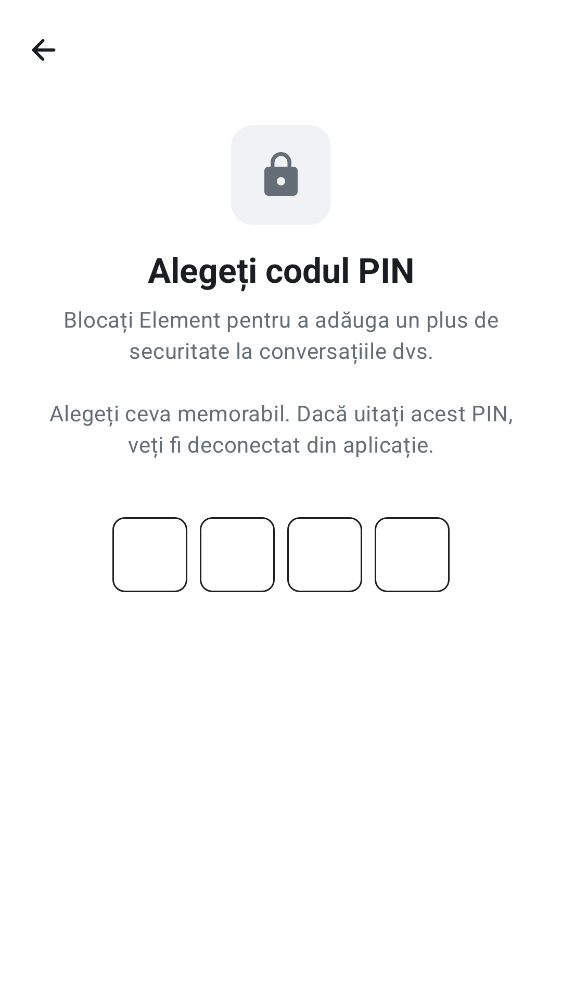 Alegeți codul PIN
Blocați Element pentru a adăuga un plus de
securitate la conversațiile dvs.
Alegeți ceva memorabil. Dacă uitați acest PIN,
veți fi deconectat din aplicație.